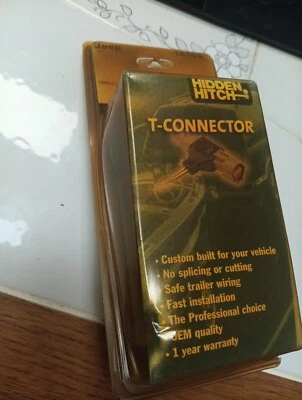 Jeep
HIDDEN
HITCH
T-CONNECTOR
• Custom built for your vehicle
• No splicing or cutting
• Safe trailer wiring
• Fast installation
• The Professional choice
• OEM quality
• 1 year warranty